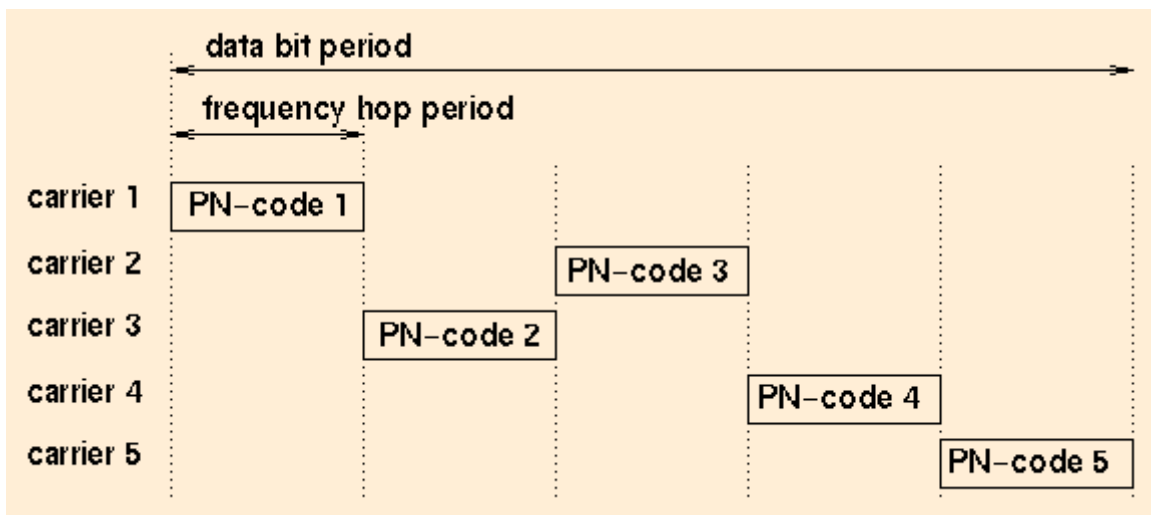 data bit period
frequency hop period
carrier 1 PN-code 1
carrier 2 PN-code 3
carrier 3 PN-code 2
carrier 4 PN-code 4
carrier 5 PN-code 5